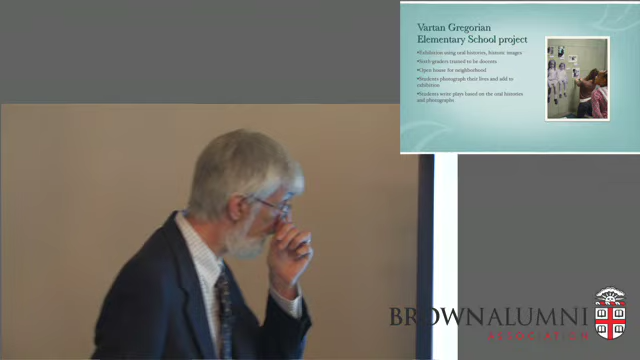 Vartan Gregorian
Elementary School project
•Exhibition using oral histories, historic images
•Sixth-graders trained to be docents
•Open house for neighborhood
•Students photograph their lives and add to
exhibition
•Students write plays based on the oral histories
and photographs
BROWNALUMNI
ASSOCIATION